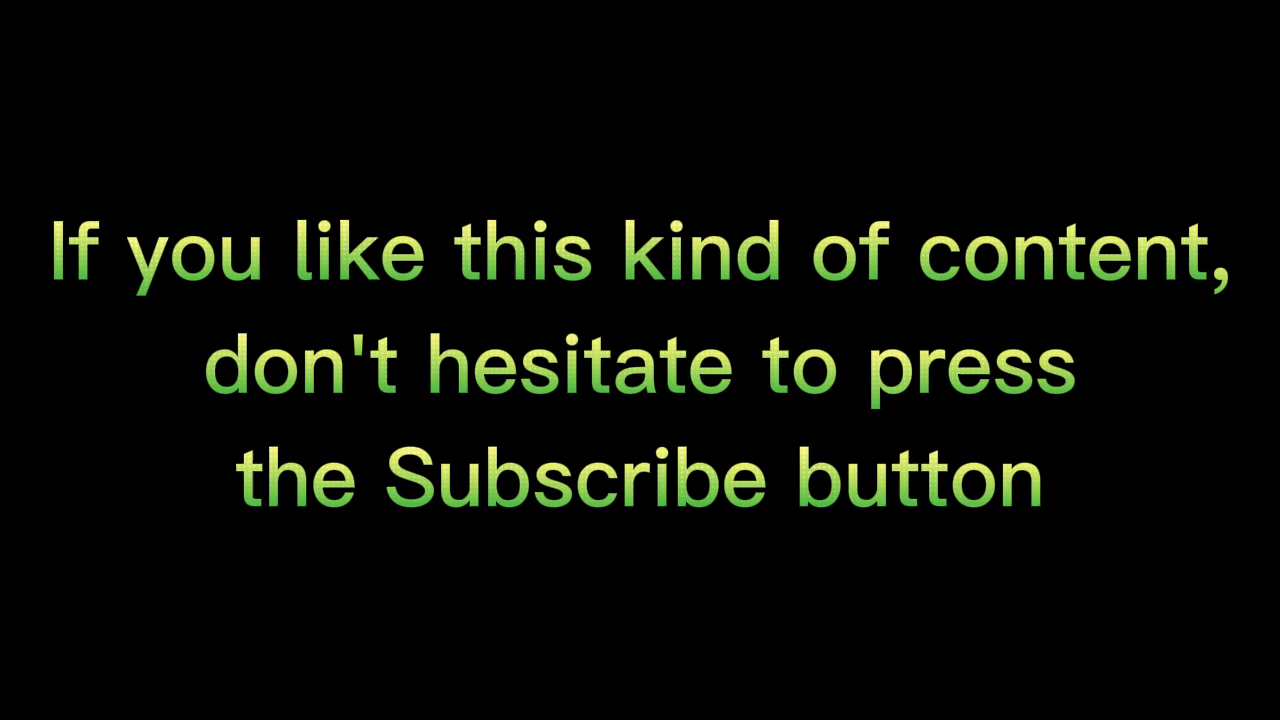 If you like this kind of content,
don't hesitate to press
the Subscribe button